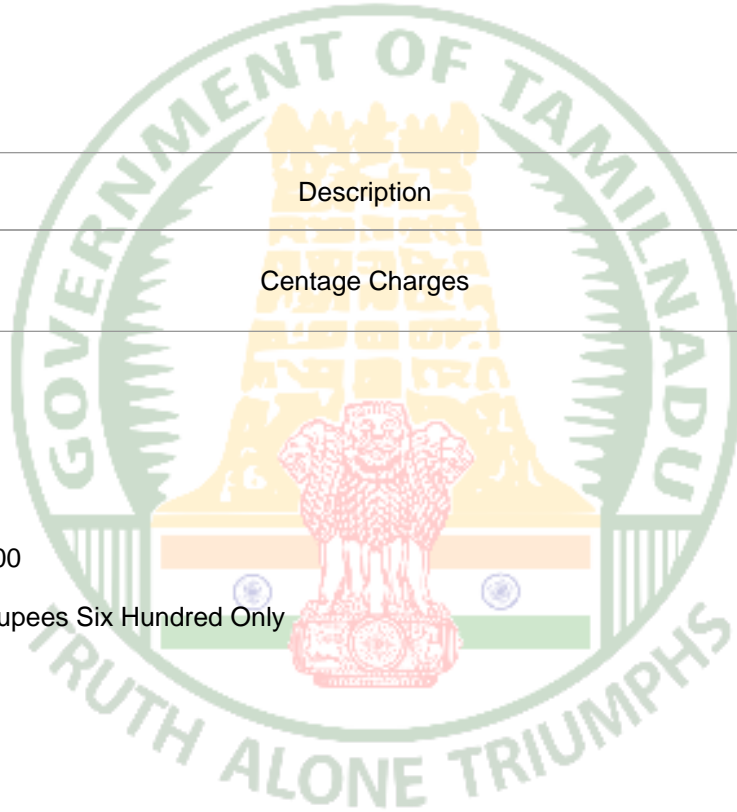 GOVERNMENT OF TAMILNADU
Description
Centage Charges
00
upees Six Hundred Only
TRUTH ALONE TRIUMPHS